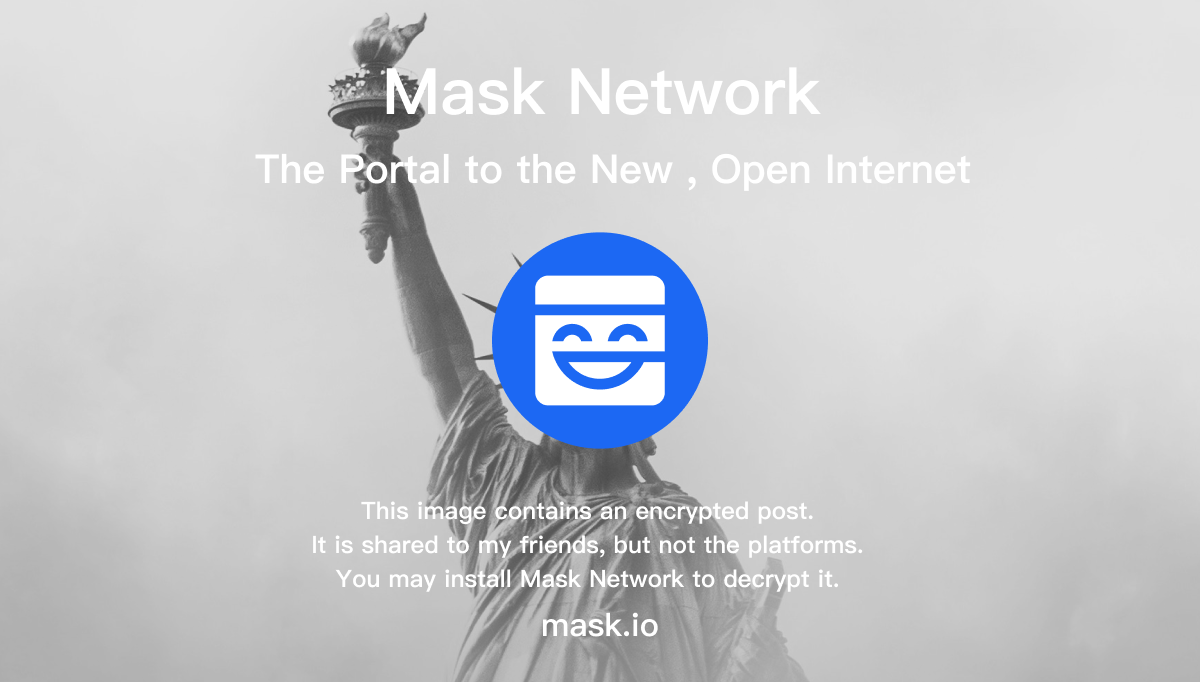 Mask Network
The Portal to the New , Open Internet
This image contains an encrypted post.
It is shared to my friends, but not the platforms.
You may install Mask Network to decrypt it.
mask.io